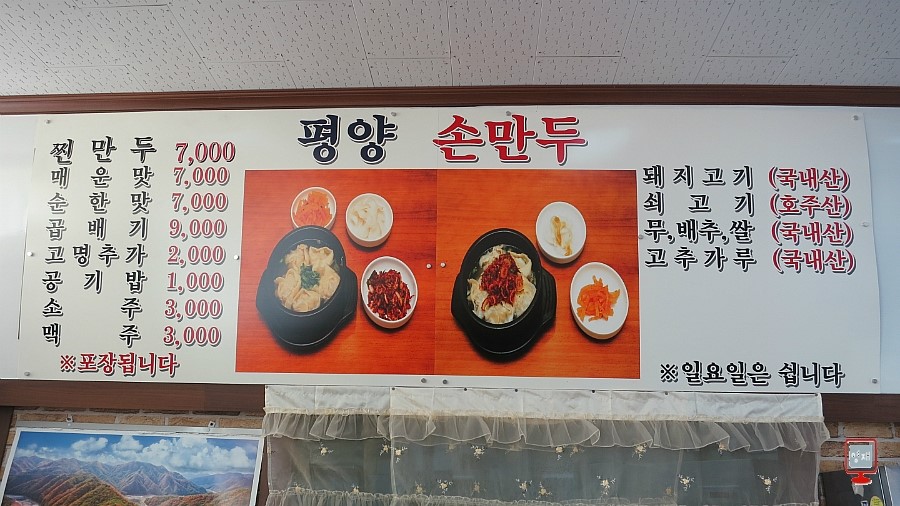 평양 손만두
찐만두 7,000
매운맛 7,000
순한맛 7,000
곱배기 9,000
고명추가 2,000
공기밥 1,000
소주 3,000
맥주 3,000
※포장됩니다
돼지고기 (국내산)
쇠고기 (호주산)
무,배추,쌀 (국내산)
고추가루 (국내산)
※일요일은 쉽니다